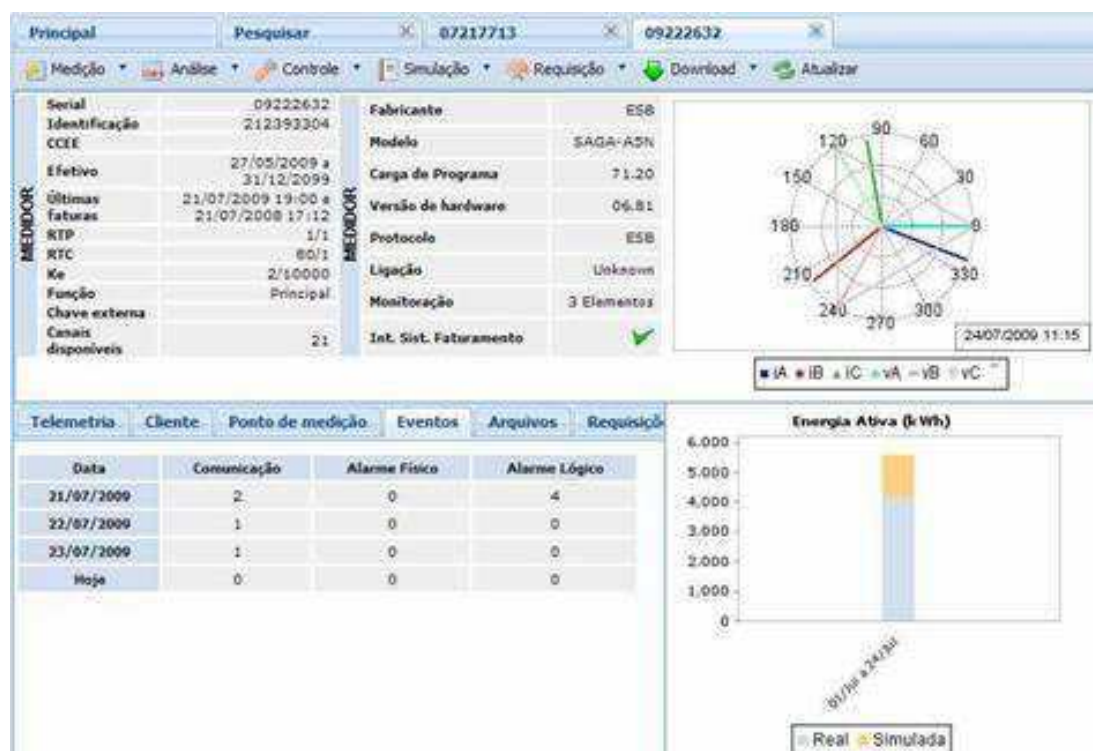 Principal Pesquisar 07217713 09222632
Medição Análise Controle Simulação Requisição Download Atualizar
MEDIDOR
Serial 09222632
Identificação 212393304
CCEE
Efetivo 27/05/2009 a
31/12/2099
Últimas 21/07/2009 19:00 e
faturas 21/07/2008 17:12
RTP 1/1
RTC 80/1
Ke 2/10000
Função Principal
Chave externa
Canais
disponíveis 21
MEDIDOR
Fabricante ESB
Modelo SAGA-A5N
Carga de Programa 71.20
Versão de hardware 06.81
Protocolo ESB
Ligação Unknown
Monitoração 3 Elementos
Int. Sist. Faturamento
90
120 60
150 30
180 0
210 330
240 300
270
24/07/2009 11:15
iA iB iC vA vB vC
Telemetria Cliente Ponto de medição Eventos Arquivos Requisiçõ
Data Comunicação Alarme Físico Alarme Lógico
21/07/2009 2 0 4
22/07/2009 1 0 0
23/07/2009 1 0 0
Hoje 0 0 0
Energia Ativa (kWh)
6.000
5.000
4.000
3.000
2.000
1.000
0
01/Jul a 24/Jul
Real Simulada